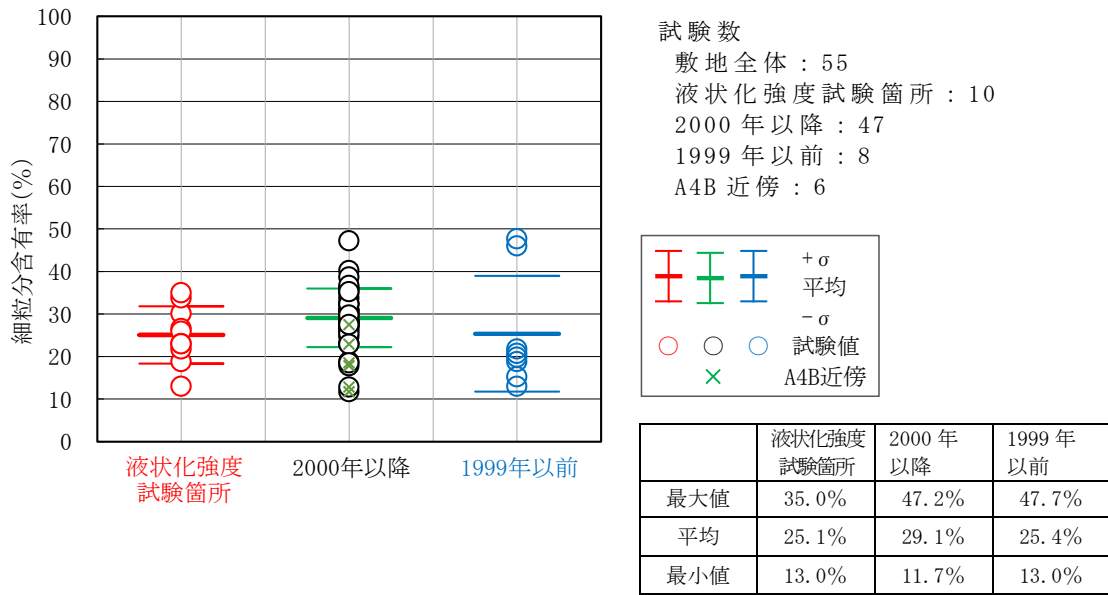 100
90
80
70
60
50
40
30
20
10
0
細粒分含有率(%)
液状化強度
試験箇所
2000年以降
1999年以前
試験数
敷地全体：55
液状化強度試験箇所：10
2000年以降：47
1999年以前：8
A4B近傍：6
+σ
平均
-σ
試験値
A4B近傍
液状化強度
試験箇所
2000年
以降
1999年
以前
最大値 35.0% 47.2% 47.7%
平均 25.1% 29.1% 25.4%
最小値 13.0% 11.7% 13.0%